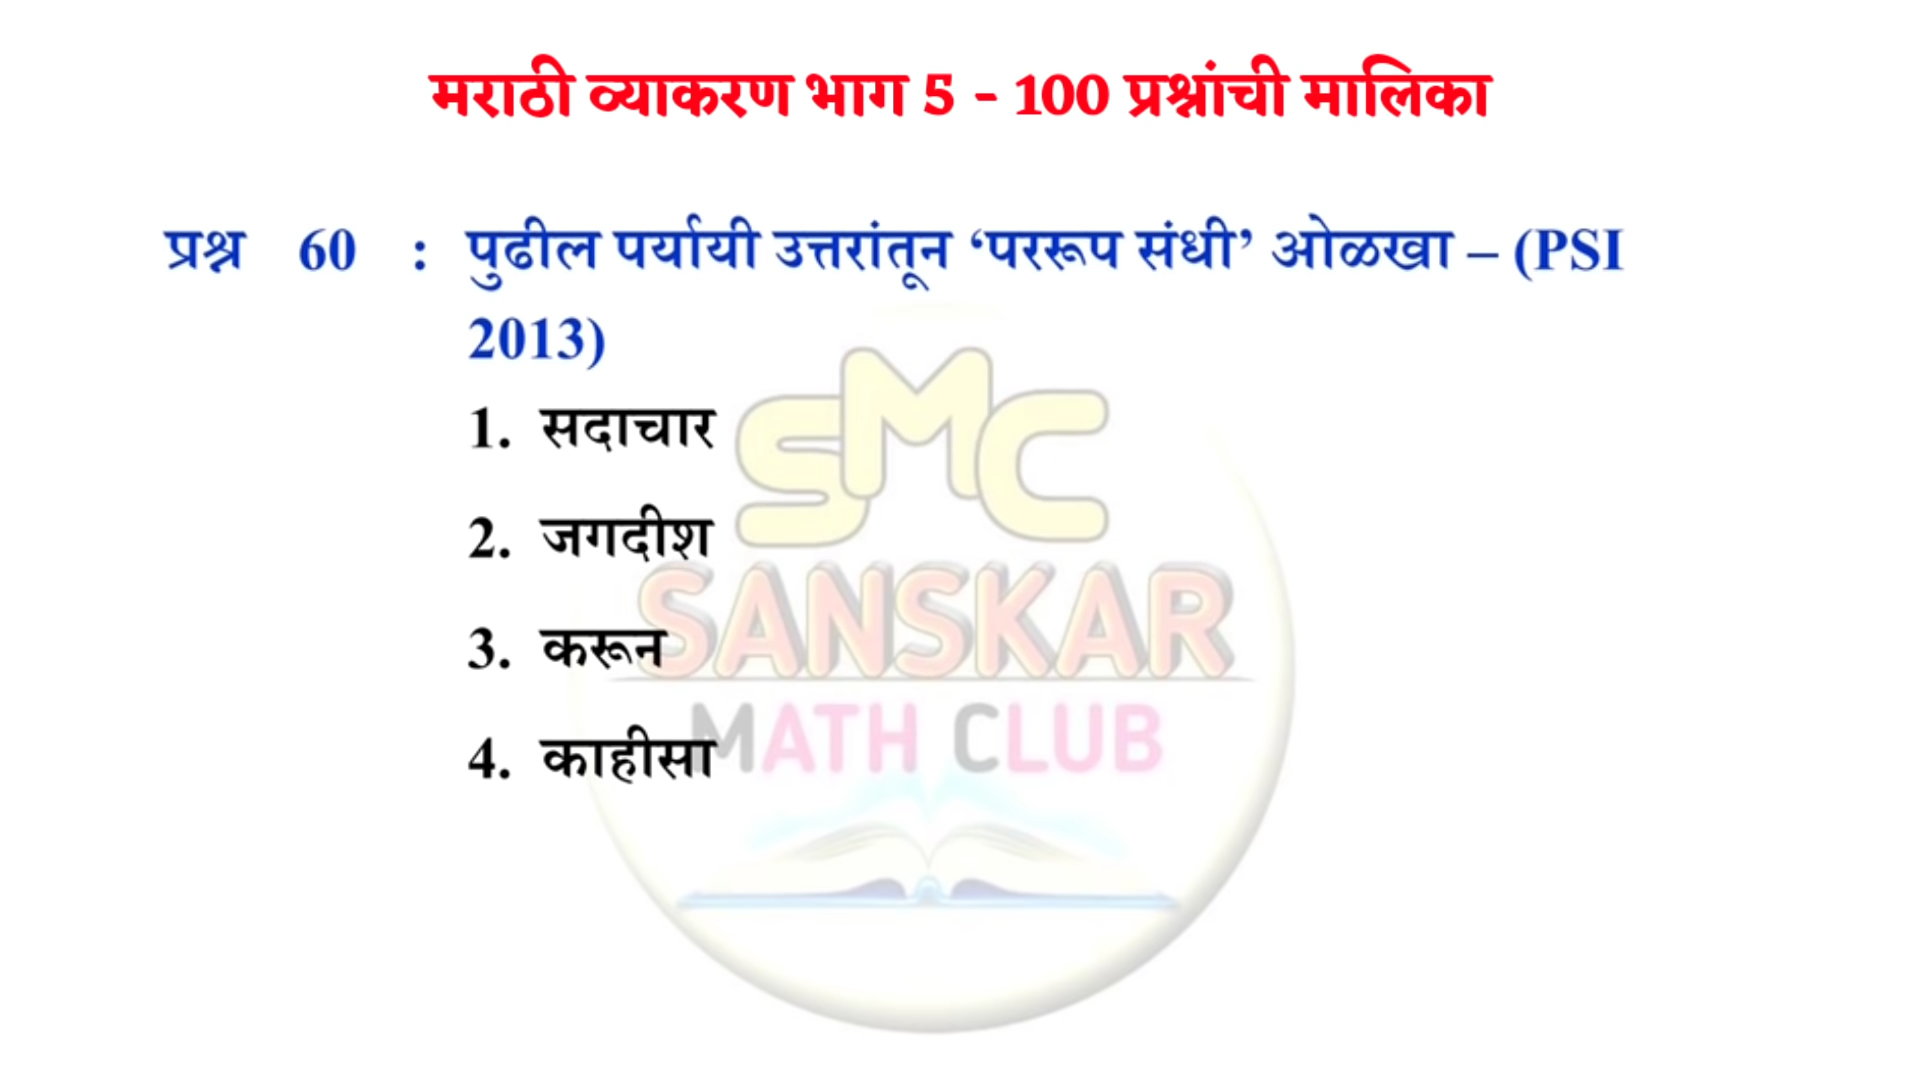 मराठी व्याकरण भाग 5 - 100 प्रश्नांची मालिका
प्रश्न 60 : पुढील पर्यायी उत्तरांतून ‘पररूप संधी’ ओळखा – (PSI
2013)
1. सदाचार
2. जगदीश
3. करून
4. काहीसा
SMC
SANSKAR
MATH CLUB